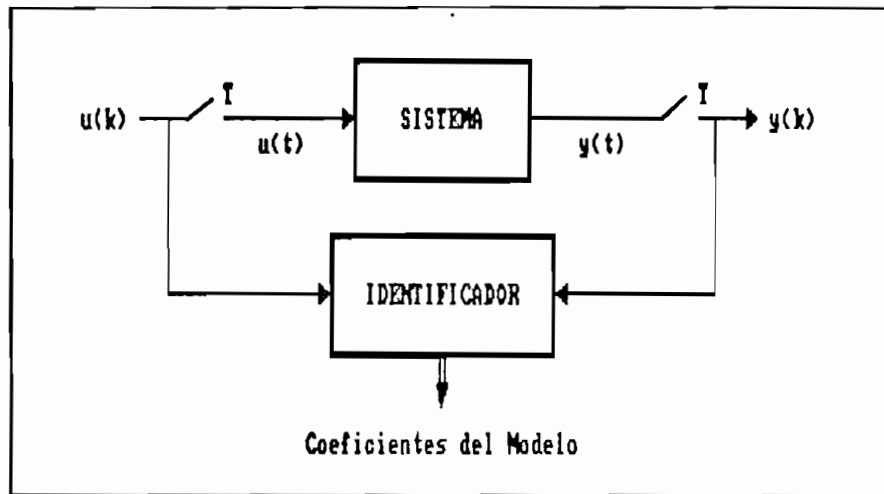 T
T
u(k)
SISTEMA
y(k)
u(t)
y(t)
IDENTIFICADOR
Coeficientes del Modelo